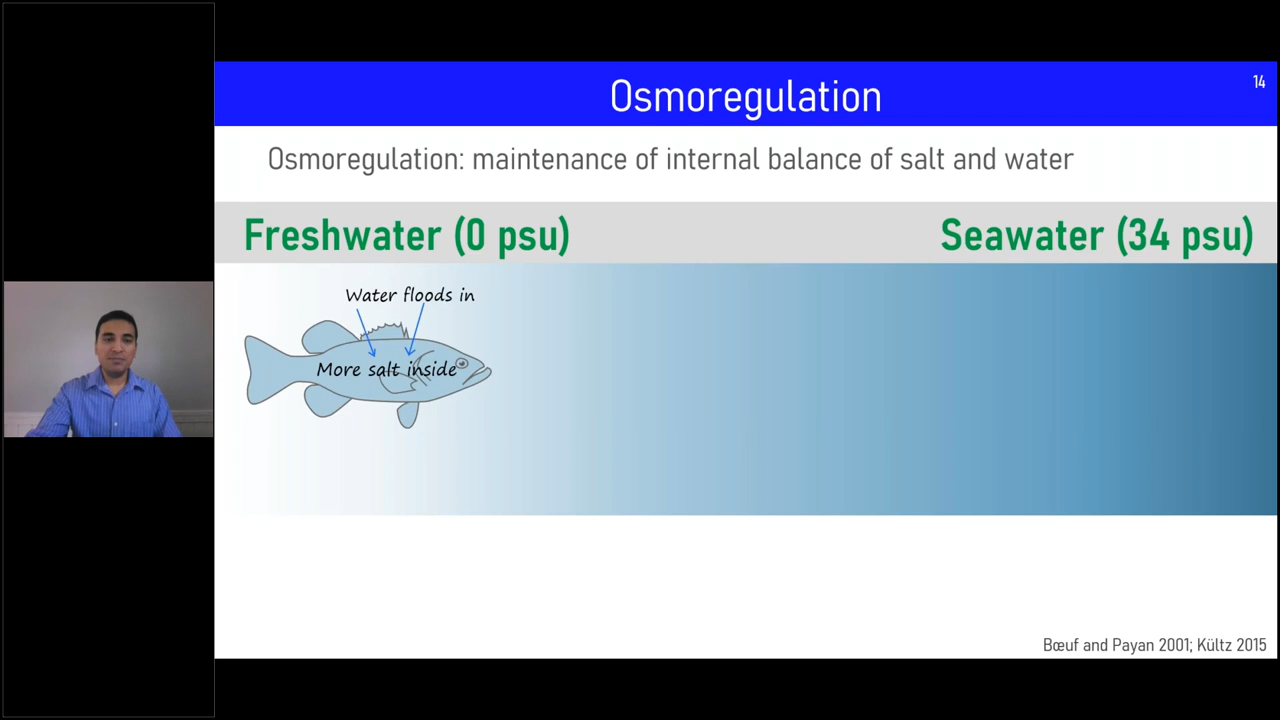 Osmoregulation
14
Osmoregulation: maintenance of internal balance of salt and water
Freshwater (0 psu)
Seawater (34 psu)
Water floods in
More salt inside
Bœuf and Payan 2001; Kültz 2015